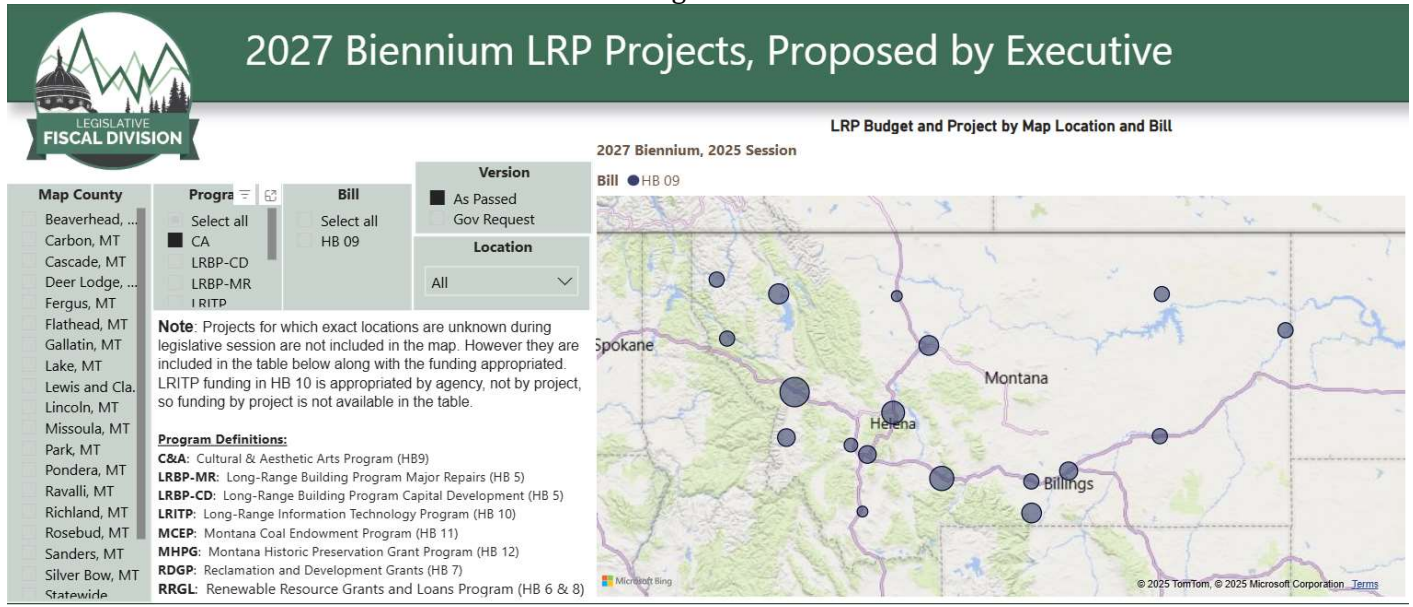 2027 Biennium LRP Projects, Proposed by Executive
LEGISLATIVE
FISCAL DIVISION
LRP Budget and Project by Map Location and Bill
2027 Biennium, 2025 Session
Bill HB 09
Map County
Beaverhead, ...
Carbon, MT
Cascade, MT
Deer Lodge, ...
Fergus, MT
Flathead, MT
Gallatin, MT
Lake, MT
Lewis and Cla.
Lincoln, MT
Missoula, MT
Park, MT
Pondera, MT
Ravalli, MT
Richland, MT
Rosebud, MT
Sanders, MT
Silver Bow, MT
Statewide
Progra
Select all
CA
LRBP-CD
LRBP-MR
LRITP
Bill
Select all
HB 09
Version
As Passed
Gov Request
Location
All
Note: Projects for which exact locations are unknown during
legislative session are not included in the map. However they are
included in the table below along with the funding appropriated.
LRITP funding in HB 10 is appropriated by agency, not by project,
so funding by project is not available in the table.
Program Definitions:
C&A: Cultural & Aesthetic Arts Program (HB9)
LRBP-MR: Long-Range Building Program Major Repairs (HB 5)
LRBP-CD: Long-Range Building Program Capital Development (HB 5)
LRITP: Long-Range Information Technology Program (HB 10)
MCEP: Montana Coal Endowment Program (HB 11)
MHPG: Montana Historic Preservation Grant Program (HB 12)
RDGP: Reclamation and Development Grants (HB 7)
RRGL: Renewable Resource Grants and Loans Program (HB 6 & 8)
Spokane
Montana
Helena
Billings
Microsoft Bing
© 2025 TomTom, © 2025 Microsoft Corporation Terms